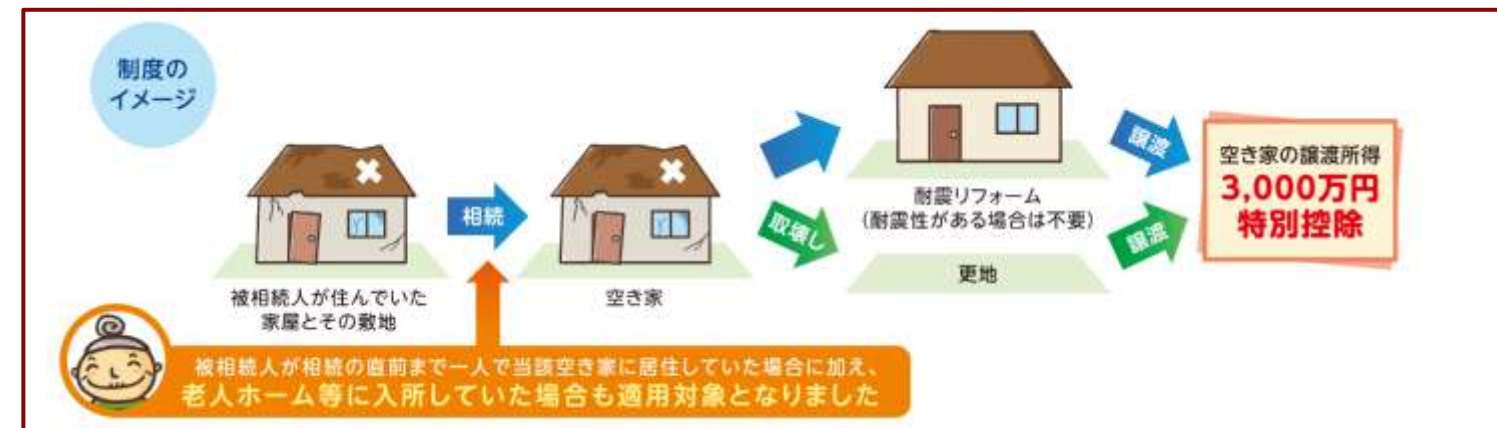 制度の
イメージ
被相続人が住んでいた
家屋とその敷地
相続
空き家
取壊し
耐震リフォーム
（耐震性がある場合は不要）
更地
譲渡
譲渡
空き家の譲渡所得
3,000万円
特別控除
被相続人が相続の直前まで一人で当該空き家に居住していた場合に加え、
老人ホーム等に入所していた場合も適用対象となりました